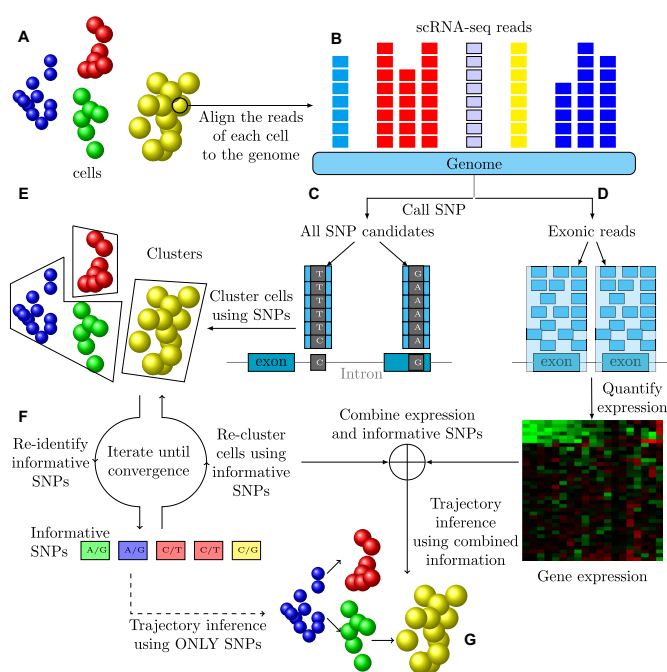 A
cells
Align the reads
of each cell
to the genome
B
scRNA-seq reads
Genome
C
Call SNP
D
All SNP candidates
Exonic reads
T
T
T
T
T
C
G
A
A
A
A
A
exon
C
Intron
G
exon
exon
E
Clusters
Cluster cells
using SNPs
Quantify
expression
F
Re-identify
informative
SNPs
Iterate until
convergence
Re-cluster
cells using
informative
SNPs
Combine expression
and informative SNPs
Informative
SNPs
A/G
A/G
C/T
C/T
C/G
Trajectory
inference
using combined
information
Gene expression
Trajectory inference
using ONLY SNPs
G